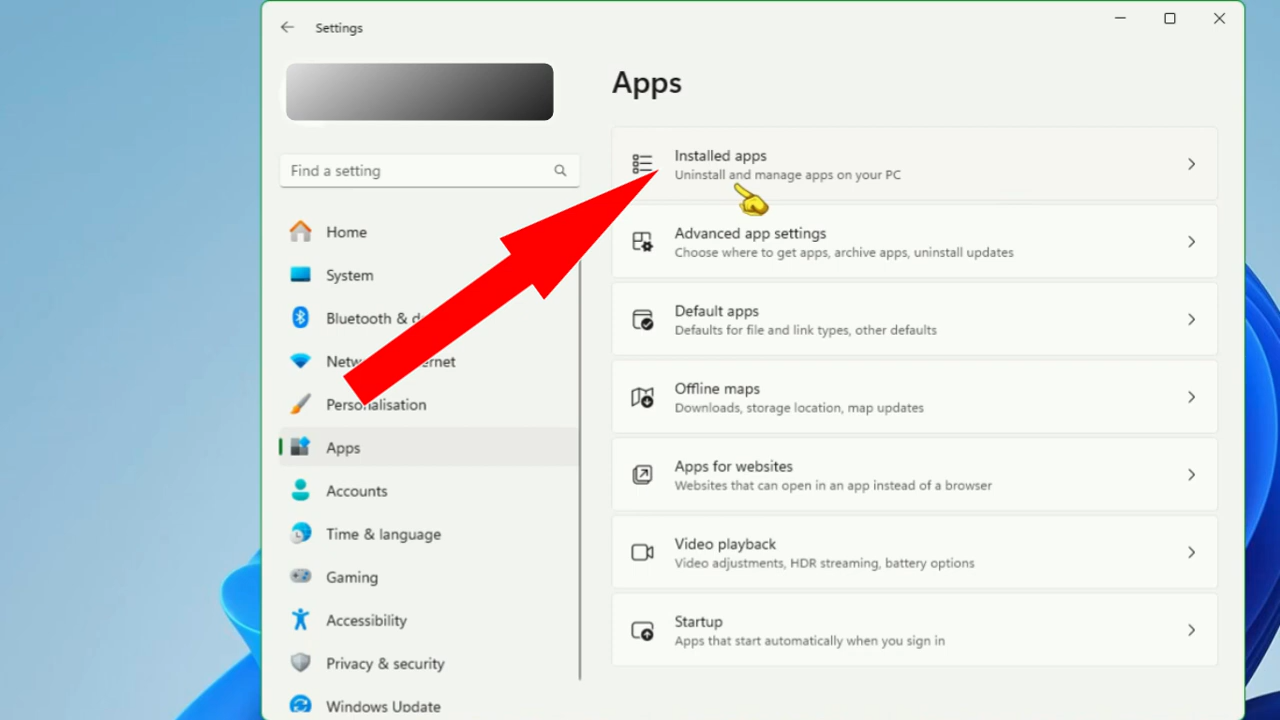 Settings
Find a setting
Home
System
Bluetooth &
Personalisation
Apps
Accounts
Time & language
Gaming
Accessibility
Privacy & security
Windows Update
Apps
Installed apps
Uninstall and manage apps on your PC
Advanced app settings
Choose where to get apps, archive apps, uninstall updates
Default apps
Defaults for file and link types, other defaults
Offline maps
Downloads, storage location, map updates
Apps for websites
Websites that can open in an app instead of a browser
Video playback
Video adjustments, HDR streaming, battery options
Startup
Apps that start automatically when you sign in